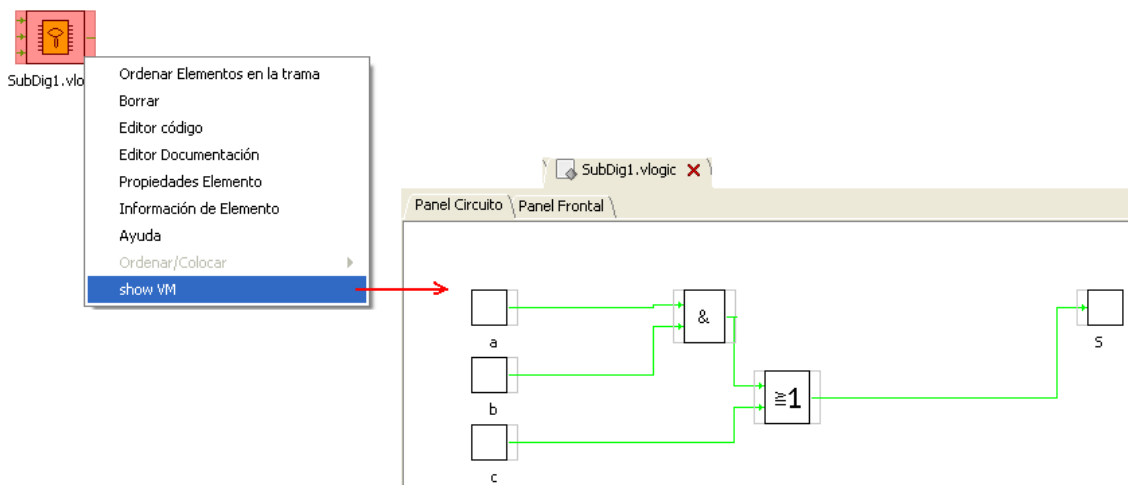 SubDig1.vlo
Ordenar Elementos en la trama
Borrar
Editor código
Editor Documentación
Propiedades Elemento
Información de Elemento
Ayuda
Ordenar/Colocar
show VM
SubDig1.vlogic
Panel Circuito
Panel Frontal
a
&
S
b
≧1
c